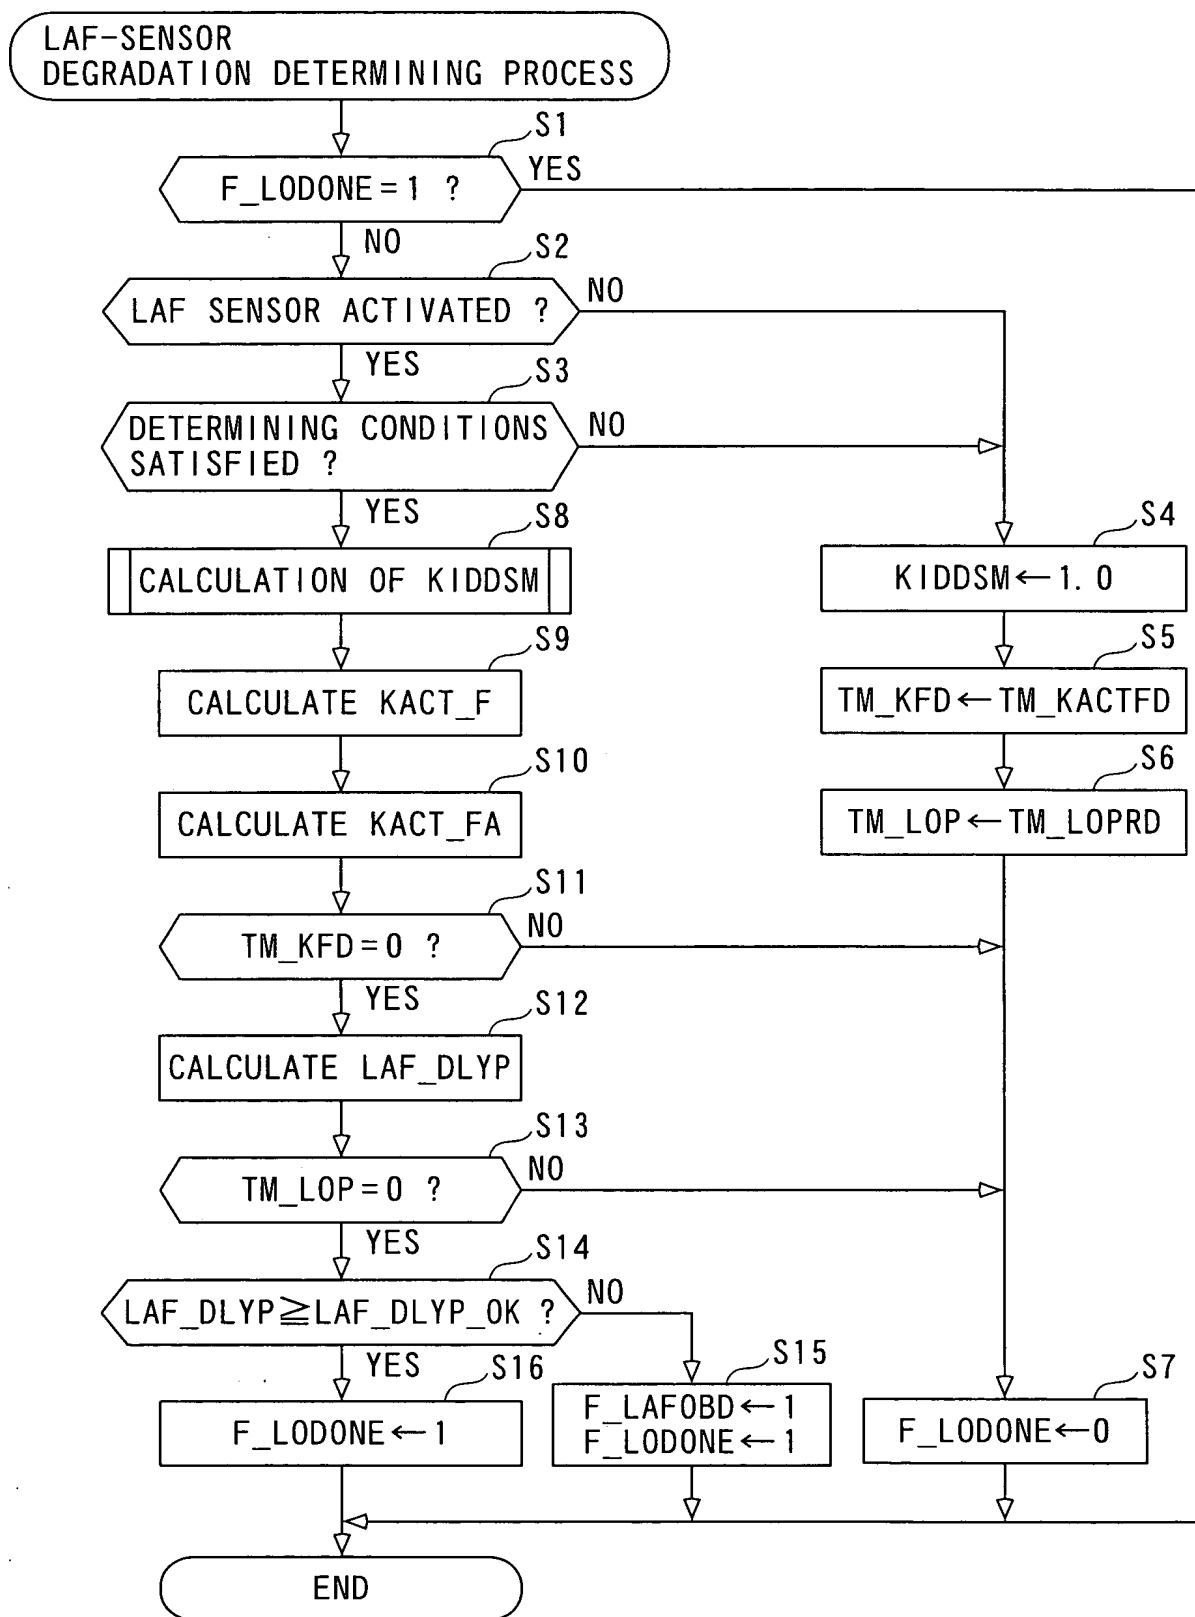 LAF-SENSOR
DEGRADATION DETERMINING PROCESS
S1
F_LODONE=1 ?
YES
NO
S2
LAF SENSOR ACTIVATED ?
NO
YES
S3
DETERMINING CONDITIONS
SATISFIED ?
NO
YES
S8
CALCULATION OF KIDDSM
S4
KIDDSM←1.0
S9
CALCULATE KACT_F
S5
TM_KFD←TM_KACTFD
S10
CALCULATE KACT_FA
S6
TM_LOP←TM_LOPRD
S11
TM_KFD=0 ?
NO
YES
S12
CALCULATE LAF_DLYP
S13
TM_LOP=0 ?
NO
YES
S14
LAF_DLYP≧LAF_DLYP_OK ?
NO
YES
S16
F_LODONE←1
S15
F_LAFOBD←1
F_LODONE←1
S7
F_LODONE←0
END